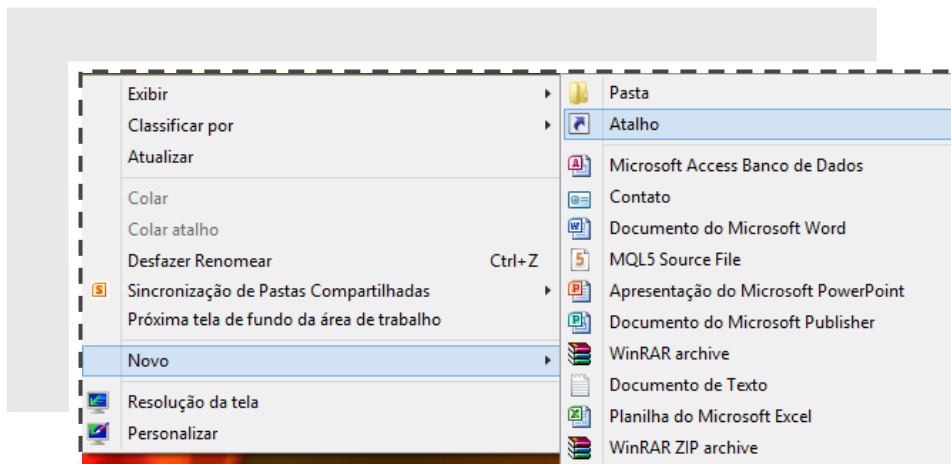 Exibir
Classificar por
Atualizar
Colar
Colar atalho
Desfazer Renomear Ctrl+Z
Sincronização de Pastas Compartilhadas
Próxima tela de fundo da área de trabalho
Novo
Resolução da tela
Personalizar
Pasta
Atalho
Microsoft Access Banco de Dados
Contato
Documento do Microsoft Word
MQL5 Source File
Apresentação do Microsoft PowerPoint
Documento do Microsoft Publisher
WinRAR archive
Documento de Texto
Planilha do Microsoft Excel
WinRAR ZIP archive